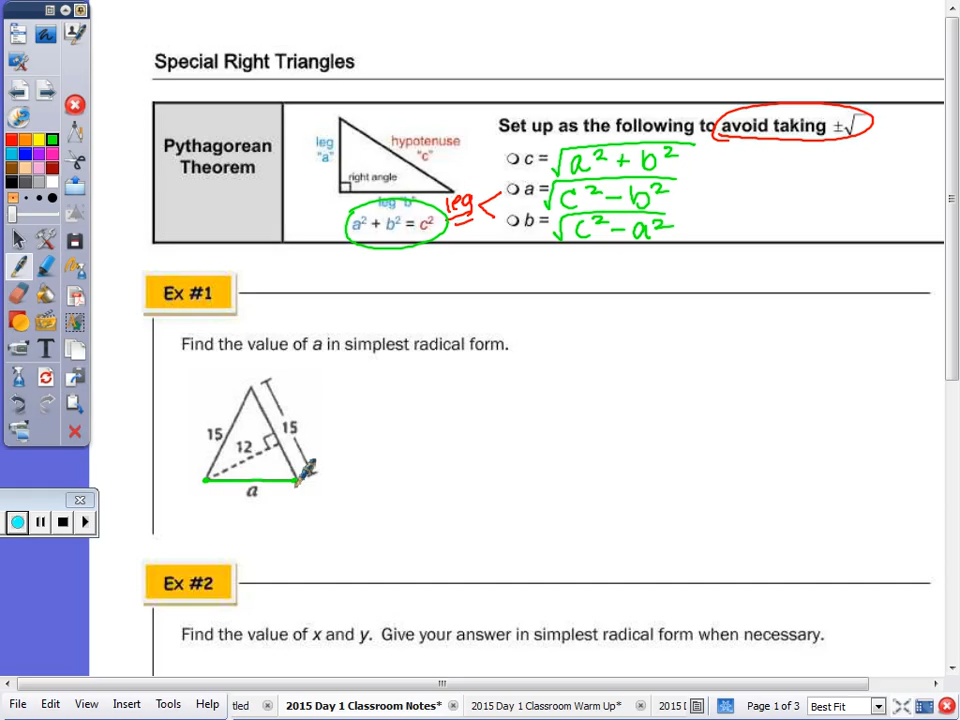 Special Right Triangles
Pythagorean
Theorem
leg
"a"
hypotenuse
"c"
right angle
leg "b"
a² + b² = c²
leg
Set up as the following to avoid taking ±√
c = √a² + b²
a = √c² − b²
b = √c² − a²
Ex #1
Find the value of a in simplest radical form.
15
12
15
a
Ex #2
Find the value of x and y. Give your answer in simplest radical form when necessary.
File Edit View Insert Tools Help
tled
2015 Day 1 Classroom Notes*
2015 Day 1 Classroom Warm Up*
Page 1 of 3
Best Fit